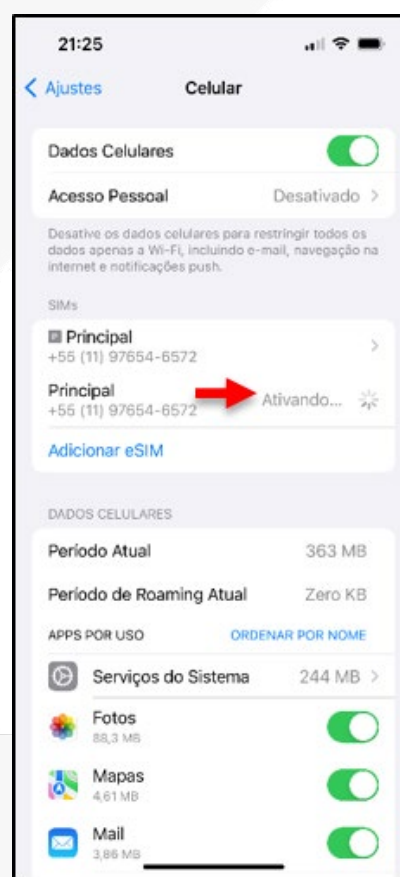 21:25
Ajustes
Celular
Dados Celulares
Acesso Pessoal
Desativado
Desative os dados celulares para restringir todos os
dados apenas a Wi-Fi, incluindo e-mail, navegação na
internet e notificações push.
SIMs
P Principal
+55 (11) 97654-6572
Principal
+55 (11) 97654-6572
Ativando...
Adicionar eSIM
DADOS CELULARES
Período Atual
363 MB
Período de Roaming Atual
Zero KB
APPS POR USO
ORDENAR POR NOME
Serviços do Sistema
244 MB
Fotos
88,3 MB
Mapas
4,61 MB
Mail
3,86 MB